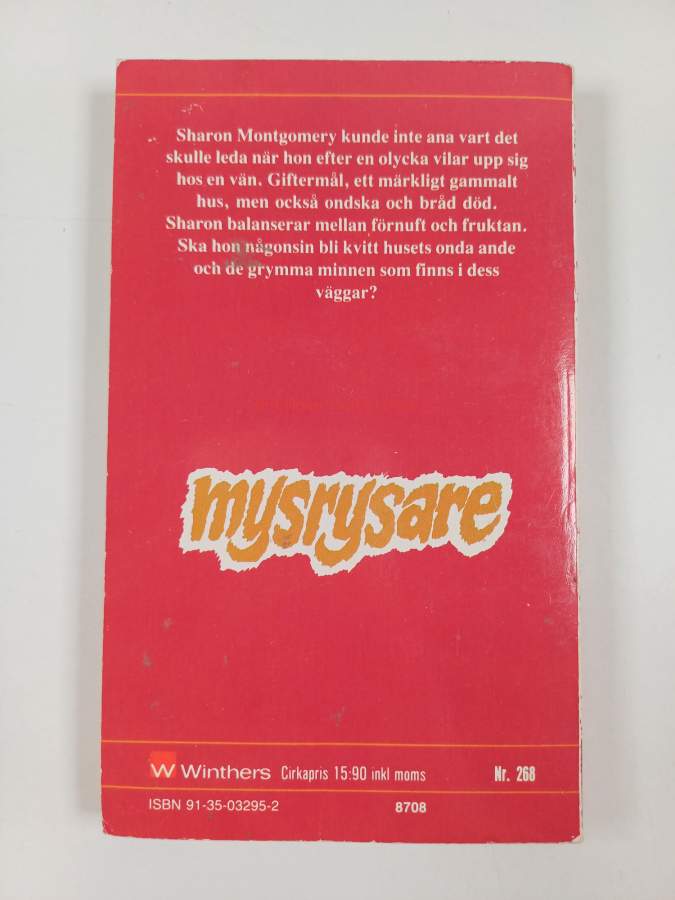 Sharon Montgomery kunde inte ana vart det
skulle leda när hon efter en olycka vilar upp sig
hos en vän. Giftermål, ett märkligt gammalt
hus, men också ondska och bråd död.
Sharon balanserar mellan förnuft och fruktan.
Ska hon någonsin bli kvitt husets onda ande
och de grymma minnen som finns i dess
väggar?
mysrysare
W Winthers Cirkapris 15:90 inkl moms Nr. 268
ISBN 91-35-03295-2 8708